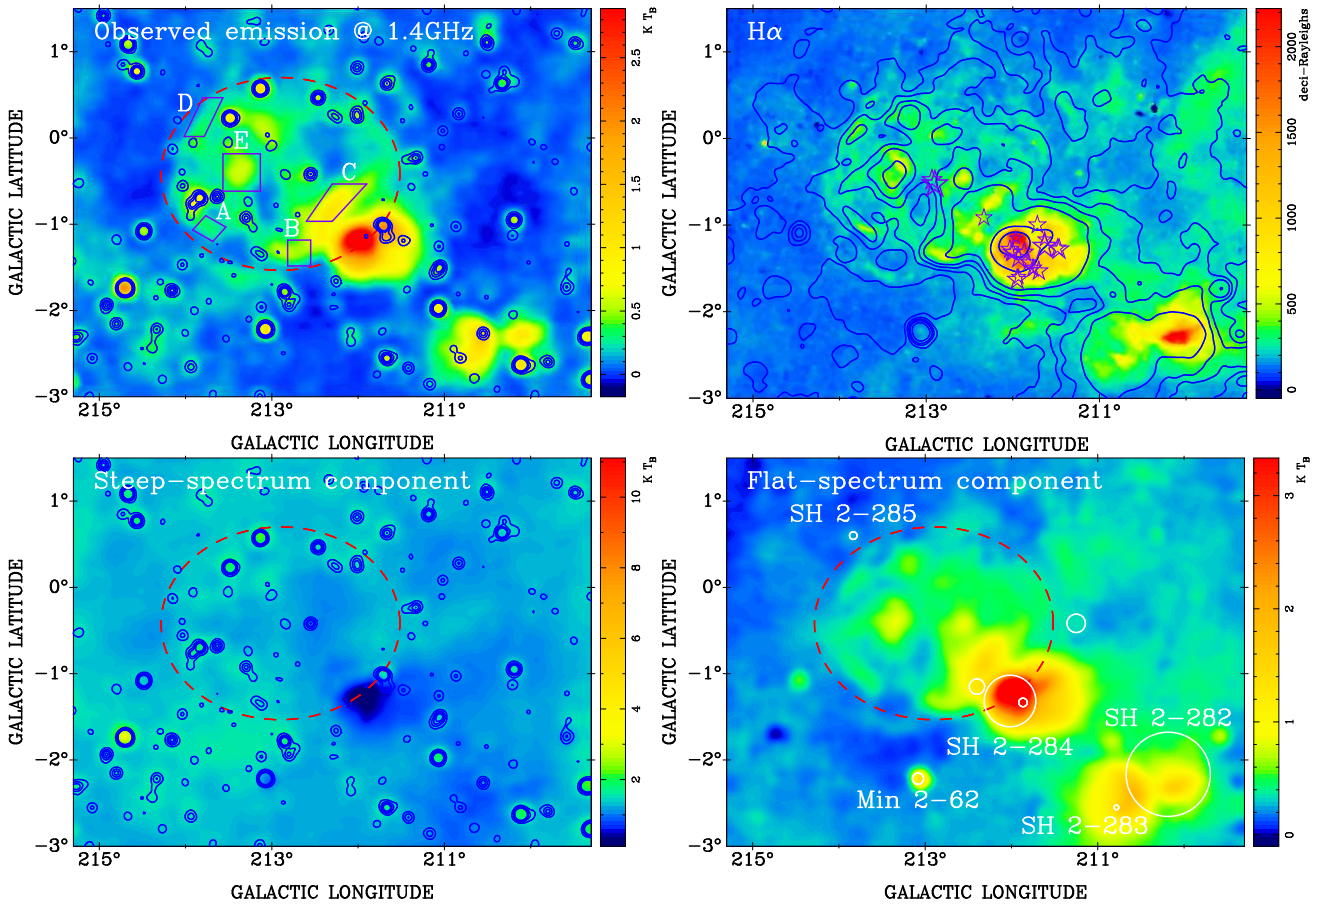 Observed emission @ 1.4GHz
D
E
C
A
B
1°
0°
−1°
−2°
−3°
215°
213°
211°
GALACTIC LONGITUDE
GALACTIC LATITUDE
K TB
2.5
2
1.5
1
0.5
0
Hα
1°
0°
−1°
−2°
−3°
215°
213°
211°
GALACTIC LONGITUDE
GALACTIC LATITUDE
deci−Rayleighs
2000
1500
1000
500
0
Steep−spectrum component
1°
0°
−1°
−2°
−3°
215°
213°
211°
GALACTIC LONGITUDE
GALACTIC LATITUDE
K TB
10
8
6
4
2
Flat−spectrum component
SH 2−285
SH 2−282
SH 2−284
Min 2−62
SH 2−283
1°
0°
−1°
−2°
−3°
215°
213°
211°
GALACTIC LONGITUDE
GALACTIC LATITUDE
K TB
3
2
1
0